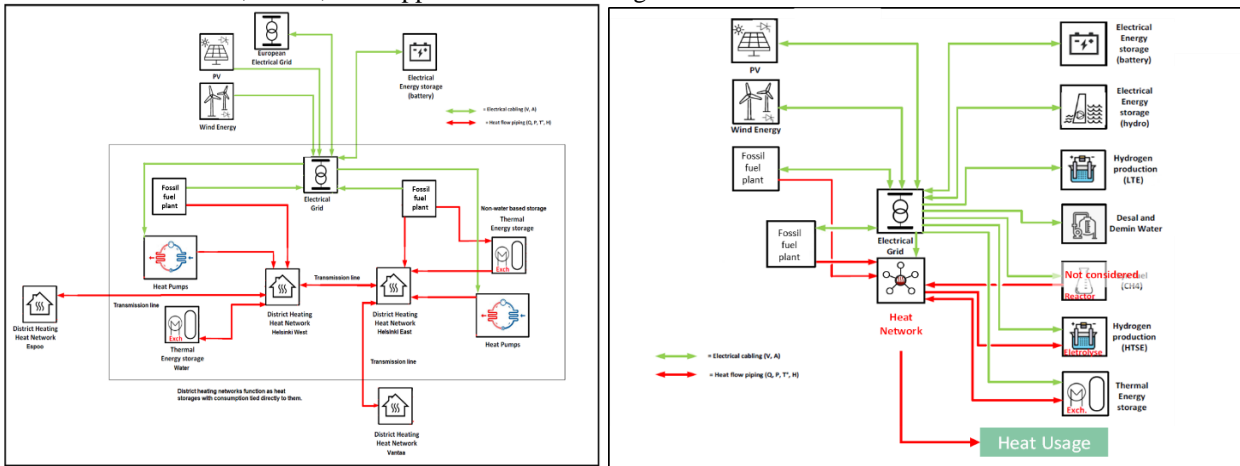 European
Electrical Grid
PV
Electrical
Energy storage
(battery)
Wind Energy
= Electrical cabling (V, A)
= Heat flow piping (Q, P, T°, H)
Fossil
fuel
plant
Electrical
Grid
Fossil
fuel
plant
Non-water based storage
Thermal
Energy storage
Exch
Heat Pumps
Transmission line
District Heating
Heat Network
Espoo
Transmission line
District Heating
Heat Network
Helsinki West
District Heating
Heat Network
Helsinki East
Heat Pumps
Exch
Thermal
Energy storage
Water
Transmission line
District heating networks function as heat
storages with consumption tied directly to them.
District Heating
Heat Network
Vantaa
PV
Electrical
Energy storage
(battery)
Wind Energy
Electrical
Energy
storage
(hydro)
Fossil
fuel
plant
Hydrogen
production
(LTE)
Fossil
fuel
plant
Electrical
Grid
Desal and
Demin Water
Not considered
(CH4)
Reactor
Heat
Network
Hydrogen
production
(HTSE)
Eletrolyse
= Electrical cabling (V, A)
= Heat flow piping (Q, P, T°, H)
Exch.
Thermal
Energy
storage
Heat Usage